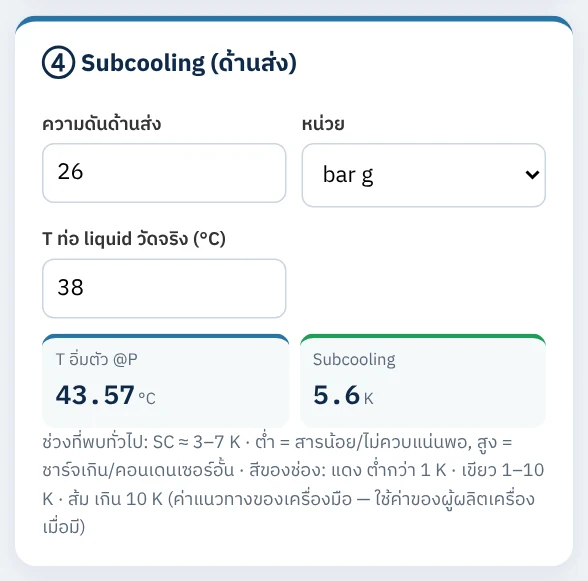 ④ Subcooling (ด้านส่ง)
ความดันด้านส่ง
หน่วย
26
bar g
T ท่อ liquid วัดจริง (°C)
38
T อิ่มตัว @P
Subcooling
43.57 °C
5.6 K
ช่วงที่พบทั่วไป: SC ≈ 3–7 K · ต่ำ = สารน้อย/ไม่ควบแน่นพอ, สูง =
ชาร์จเกิน/คอนเดนเซอร์อั้น · สีของช่อง: แดง ต่ำกว่า 1 K · เขียว 1–10
K · ส้ม เกิน 10 K (ค่าแนวทางของเครื่องมือ — ใช้ค่าของผู้ผลิตเครื่อง
เมื่อมี)